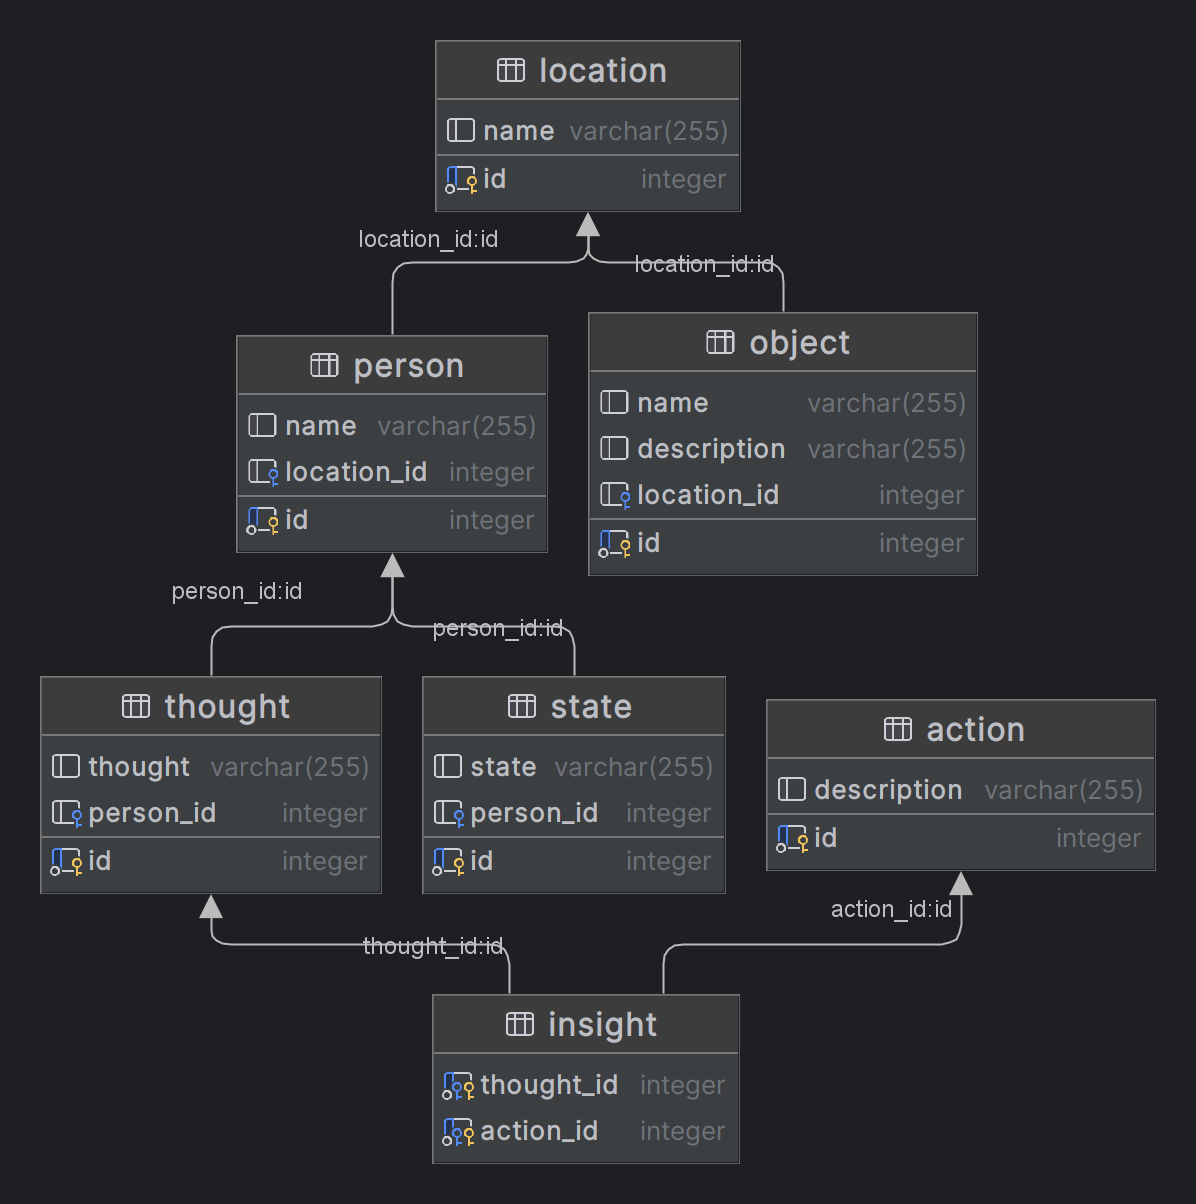 location
name varchar(255)
id integer
location_id:id
location_id:id
person
name varchar(255)
location_id integer
id integer
object
name varchar(255)
description varchar(255)
location_id integer
id integer
person_id:id
person_id:id
thought
thought varchar(255)
person_id integer
id integer
state
state varchar(255)
person_id integer
id integer
action
description varchar(255)
id integer
thought_id:id
action_id:id
insight
thought_id integer
action_id integer